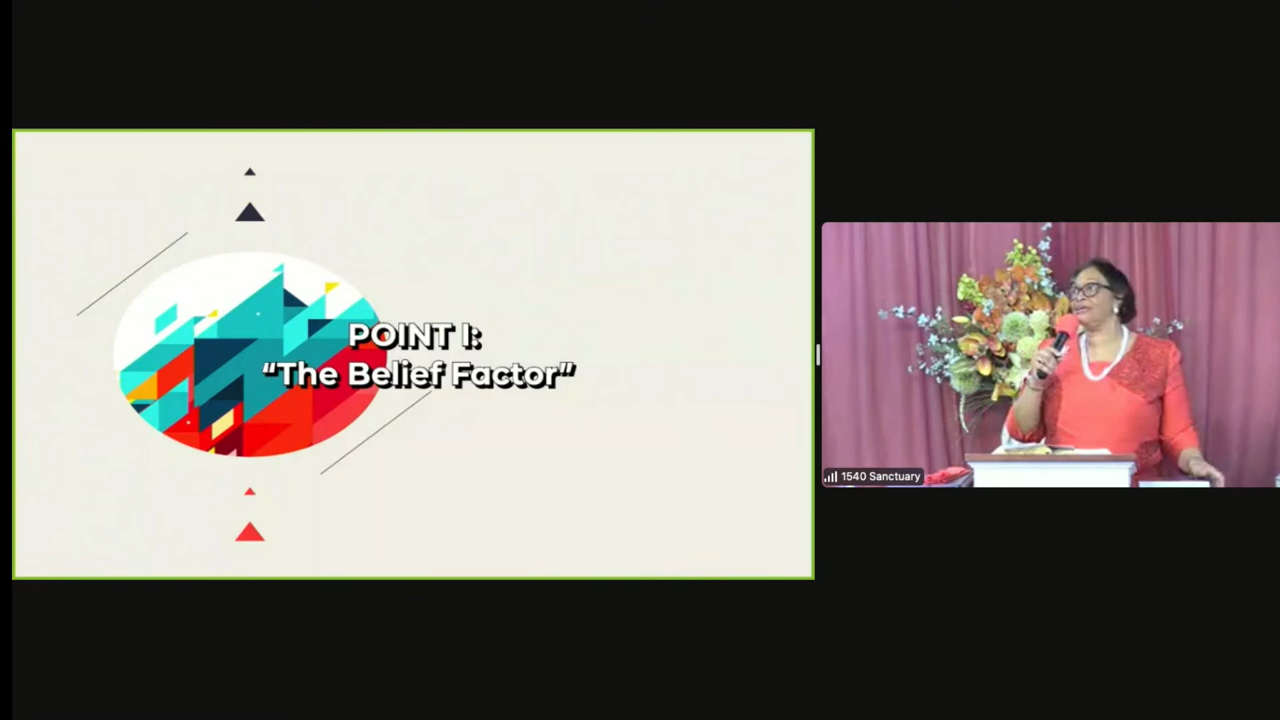 POINT I:
“The Belief Factor”
1540 Sanctuary